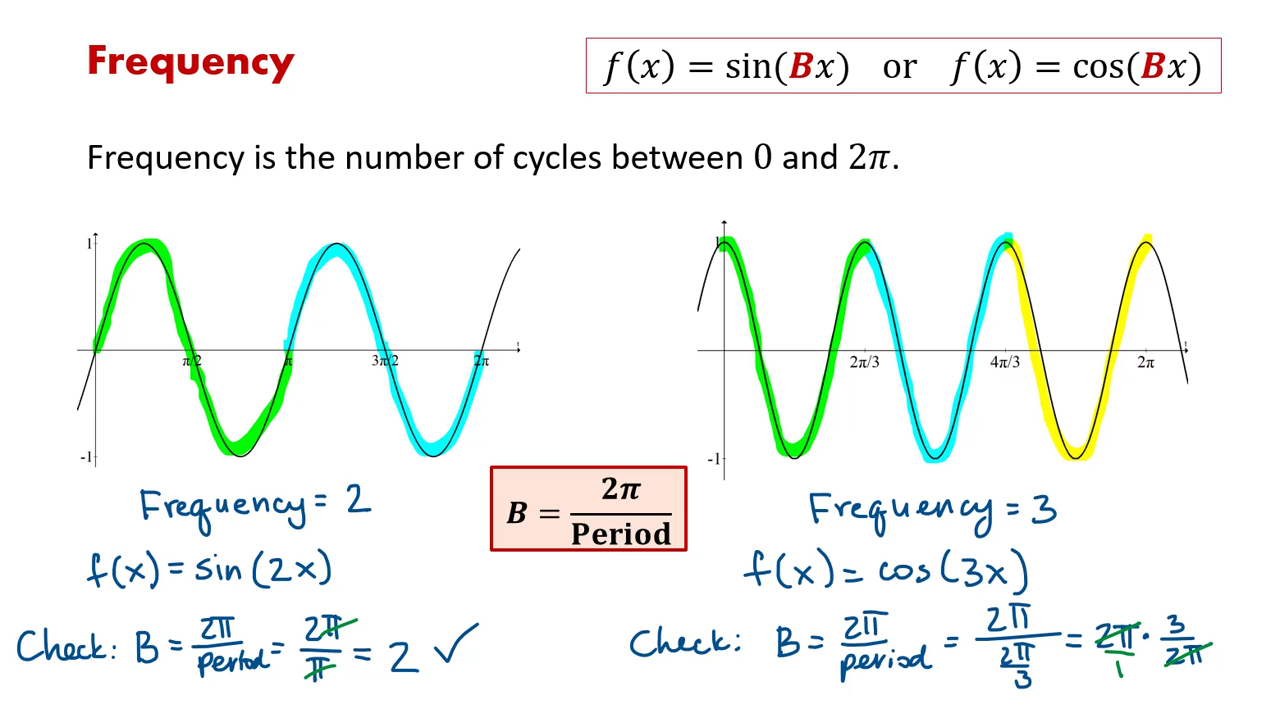 Frequency
f(x) = sin(Bx) or f(x) = cos(Bx)
Frequency is the number of cycles between 0 and 2π.
1
π/2 π 3π/2 2π
-1
1
2π/3 4π/3 2π
-1
Frequency = 2
f(x) = sin(2x)
Check: B = 2π/period = 2π/π = 2 ✓
B = 2π/Period
Frequency = 3
f(x) = cos(3x)
Check: B = 2π/period = 2π/(2π/3) = 2π/1 · 3/2π